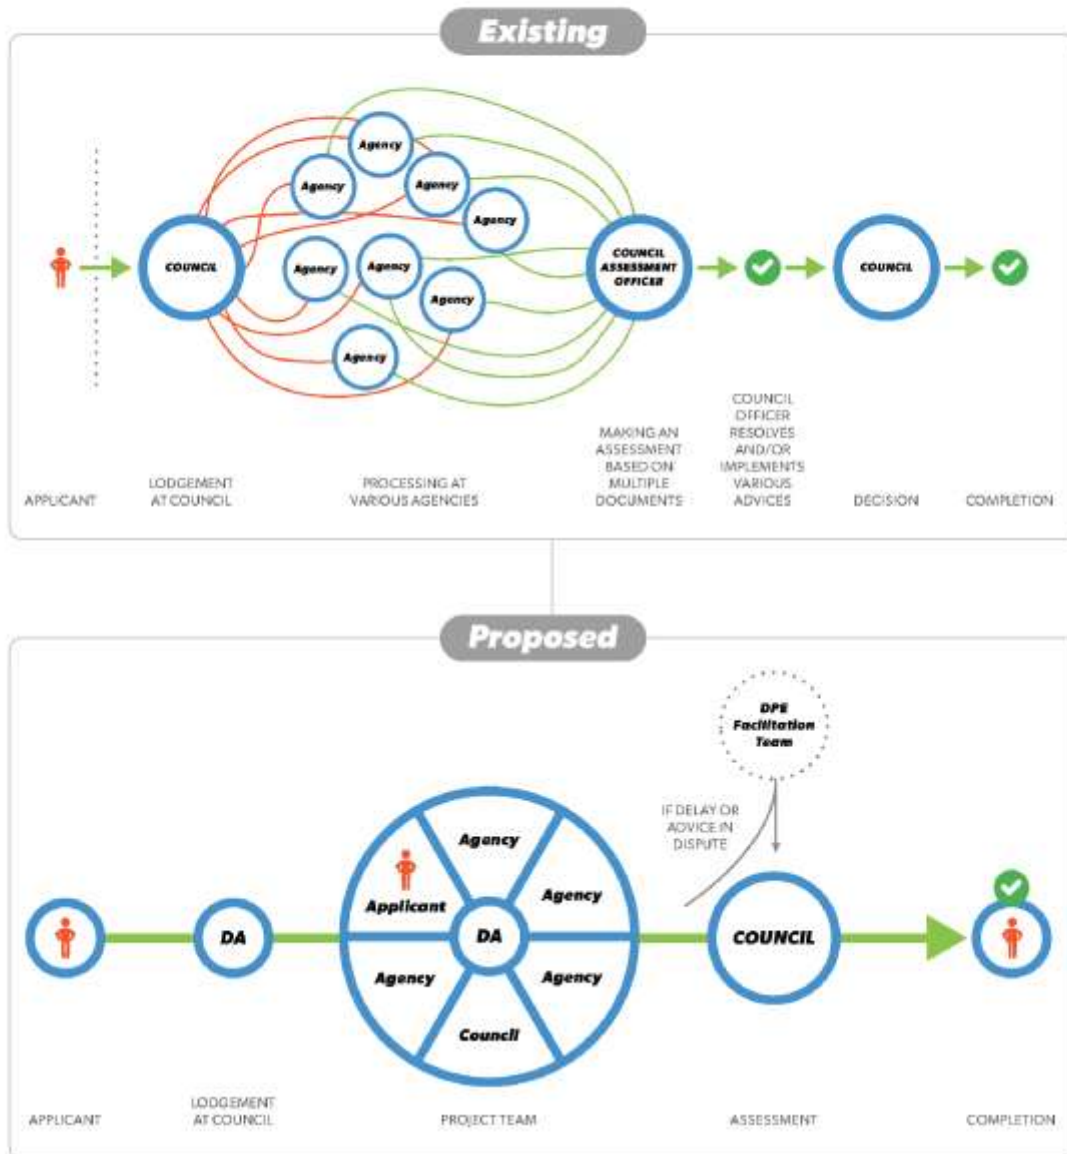 Existing
Agency
Agency
Agency
Agency
COUNCIL
Agency
Agency
Agency
Agency
COUNCIL
ASSESSMENT
OFFICER
COUNCIL
APPLICANT
LODGEMENT
AT COUNCIL
PROCESSING AT
VARIOUS AGENCIES
MAKING AN
ASSESSMENT
BASED ON
MULTIPLE
DOCUMENTS
COUNCIL
OFFICER
RESOLVES
AND/OR
IMPLEMENTS
VARIOUS
ADVICES
DECISION
COMPLETION
Proposed
DPE
Facilitation
Team
IF DELAY OR
ADVICE IN
DISPUTE
DA
Agency
Applicant
Agency
DA
Agency
Agency
Council
COUNCIL
APPLICANT
LODGEMENT
AT COUNCIL
PROJECT TEAM
ASSESSMENT
COMPLETION